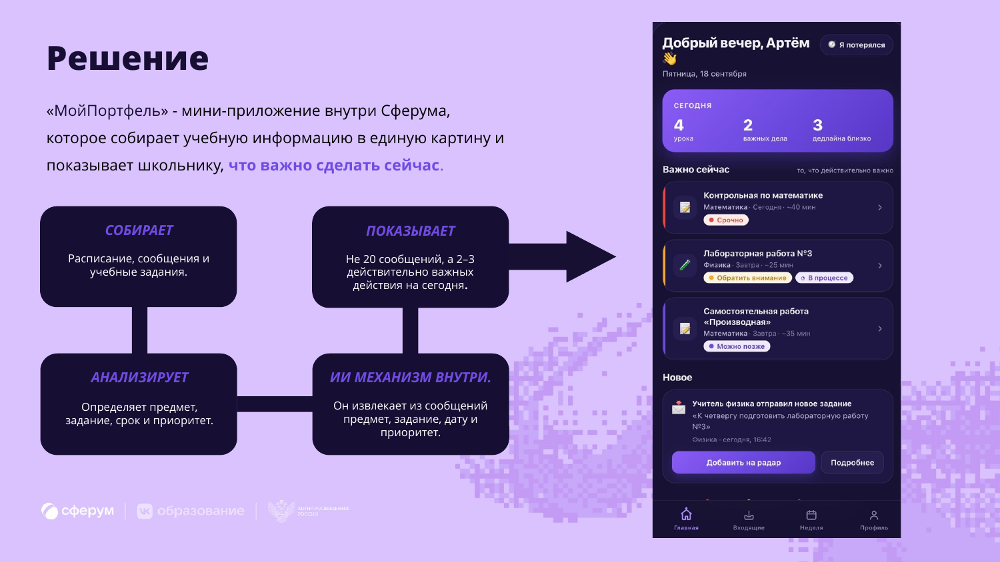 Решение
«МойПортфель» - мини-приложение внутри Сферума,
которое собирает учебную информацию в единую картину и
показывает школьнику, что важно сделать сейчас.
СОБИРАЕТ
Расписание, сообщения и
учебные задания.
ПОКАЗЫВАЕТ
Не 20 сообщений, а 2–3
действительно важных
действия на сегодня.
АНАЛИЗИРУЕТ
Определяет предмет,
задание, срок и приоритет.
ИИ МЕХАНИЗМ ВНУТРИ.
Он извлекает из сообщений
предмет, задание, дату и
приоритет.
сферум
образование
МИНПРОСВЕЩЕНИЯ
РОССИИ
Добрый вечер, Артём
👋
Я потерялся
Пятница, 18 сентября
СЕГОДНЯ
4 2 3
урока важных дела дедлайна близко
Важно сейчас то, что действительно важно
Контрольная по математике
Математика · Сегодня · ~40 мин
Срочно
Лабораторная работа №3
Физика · Завтра · ~25 мин
Обратить внимание В процессе
Самостоятельная работа
«Производная»
Математика · Завтра · ~35 мин
Можно позже
Новое
Учитель физика отправил новое задание
«К четвергу подготовить лабораторную работу
№3»
Физика · сегодня, 16:42
Добавить на радар Подробнее
Главная Входящие Неделя Профиль